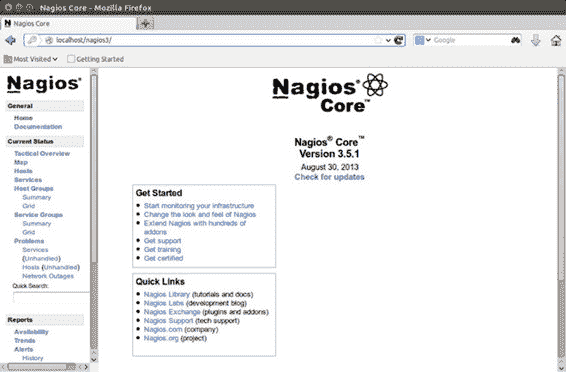 Nagios Core - Mozilla Firefox
Nagios Core
localhost/nagios3/
Google
Most Visited
Getting Started
Nagios®
General
Home
Documentation
Current Status
Tactical Overview
Map
Hosts
Services
Host Groups
Summary
Grid
Service Groups
Summary
Grid
Problems
Services
(Unhandled)
Hosts (Unhandled)
Network Outages
Quick Search:
Reports
Availability
Trends
Alerts
History
Nagios
Core™
Nagios® Core™
Version 3.5.1
August 30, 2013
Check for updates
Get Started
Start monitoring your infrastructure
Change the look and feel of Nagios
Extend Nagios with hundreds of
addons
Get support
Get training
Get certified
Quick Links
Nagios Library (tutorials and docs)
Nagios Labs (development blog)
Nagios Exchange (plugins and addons)
Nagios Support (tech support)
Nagios.com (company)
Nagios.org (project)